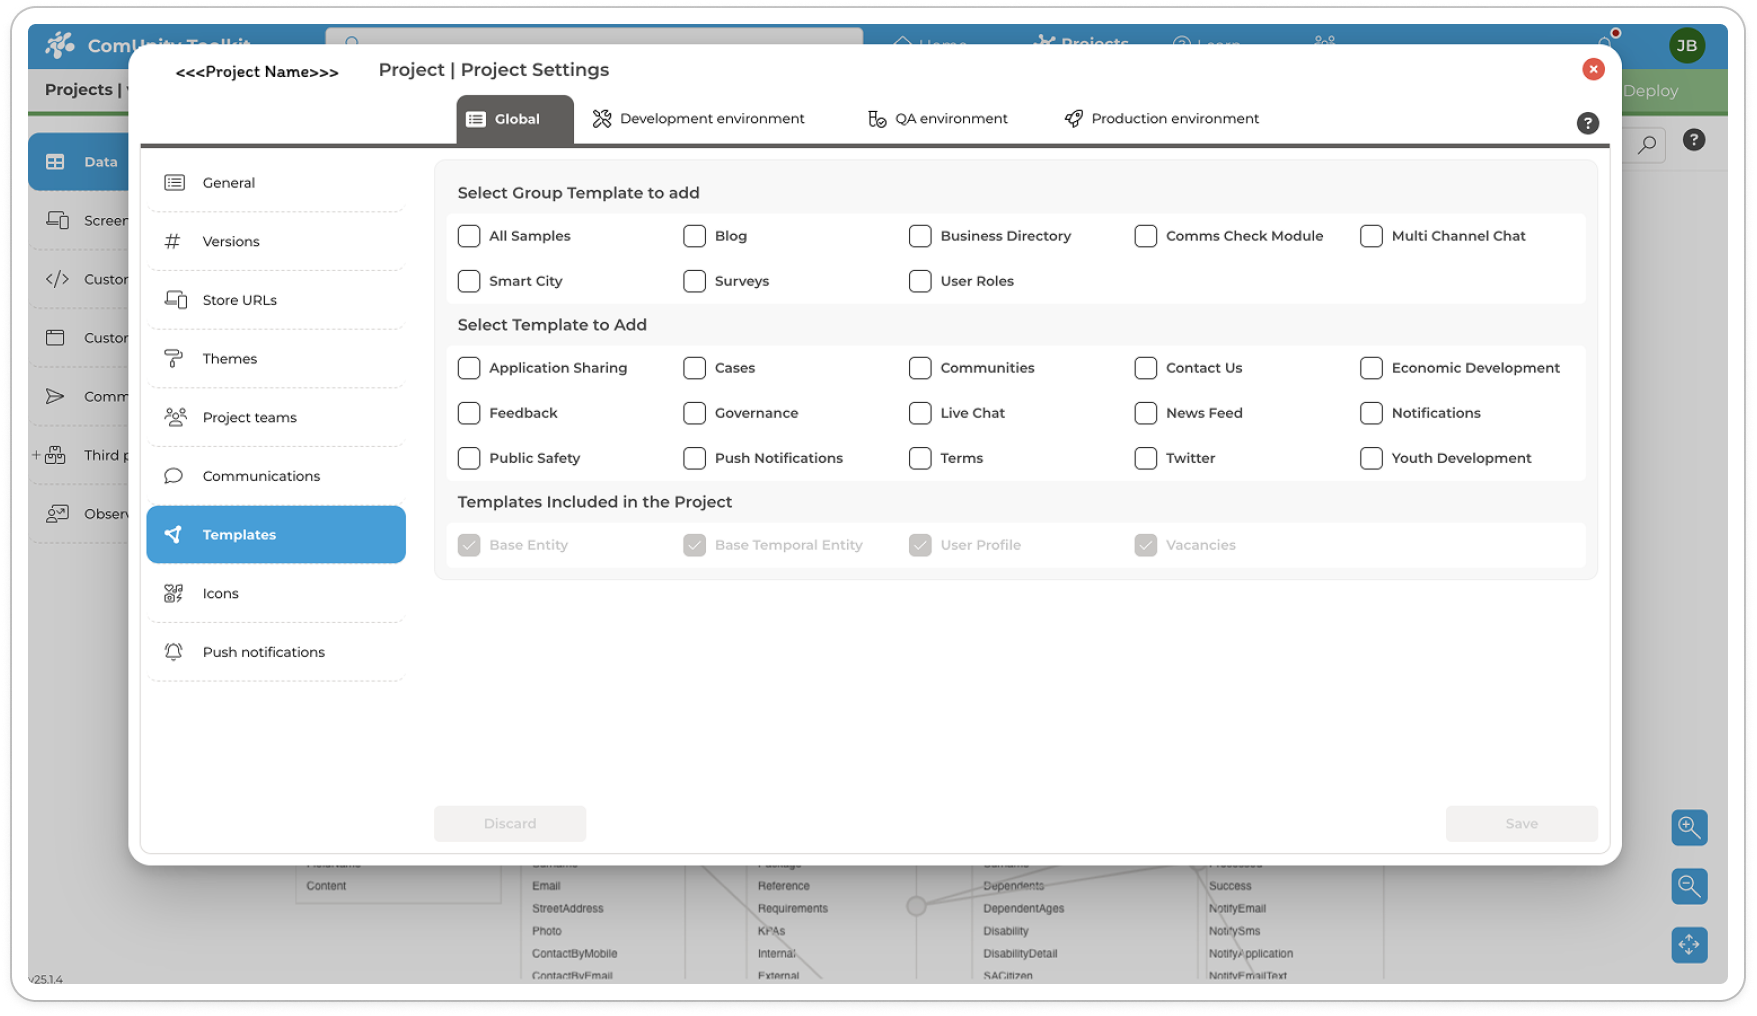 ComUnity Toolkit
Home
Projects
Learn
JB
Projects |
Deploy
<<<Project Name>>>
Project | Project Settings
Global
Development environment
QA environment
Production environment
?
?
Data
Screen
Custor
Custor
Comm
+
Third p
Observ
General
Versions
Store URLs
Themes
Project teams
Communications
Templates
Icons
Push notifications
Select Group Template to add
All Samples
Blog
Business Directory
Comms Check Module
Multi Channel Chat
Smart City
Surveys
User Roles
Select Template to Add
Application Sharing
Cases
Communities
Contact Us
Economic Development
Feedback
Governance
Live Chat
News Feed
Notifications
Public Safety
Push Notifications
Terms
Twitter
Youth Development
Templates Included in the Project
Base Entity
Base Temporal Entity
User Profile
Vacancies
Discard
Save
Content
Email
Reference
Dependents
Success
StreetAddress
Requirements
DependentAges
NotifyEmail
Photo
KPAs
Disability
NotifySms
ContactByMobile
Internal
DisabilityDetail
NotifyApplication
ContactByEmail
External
SACitizen
NotifyEmailText
v25.1.4